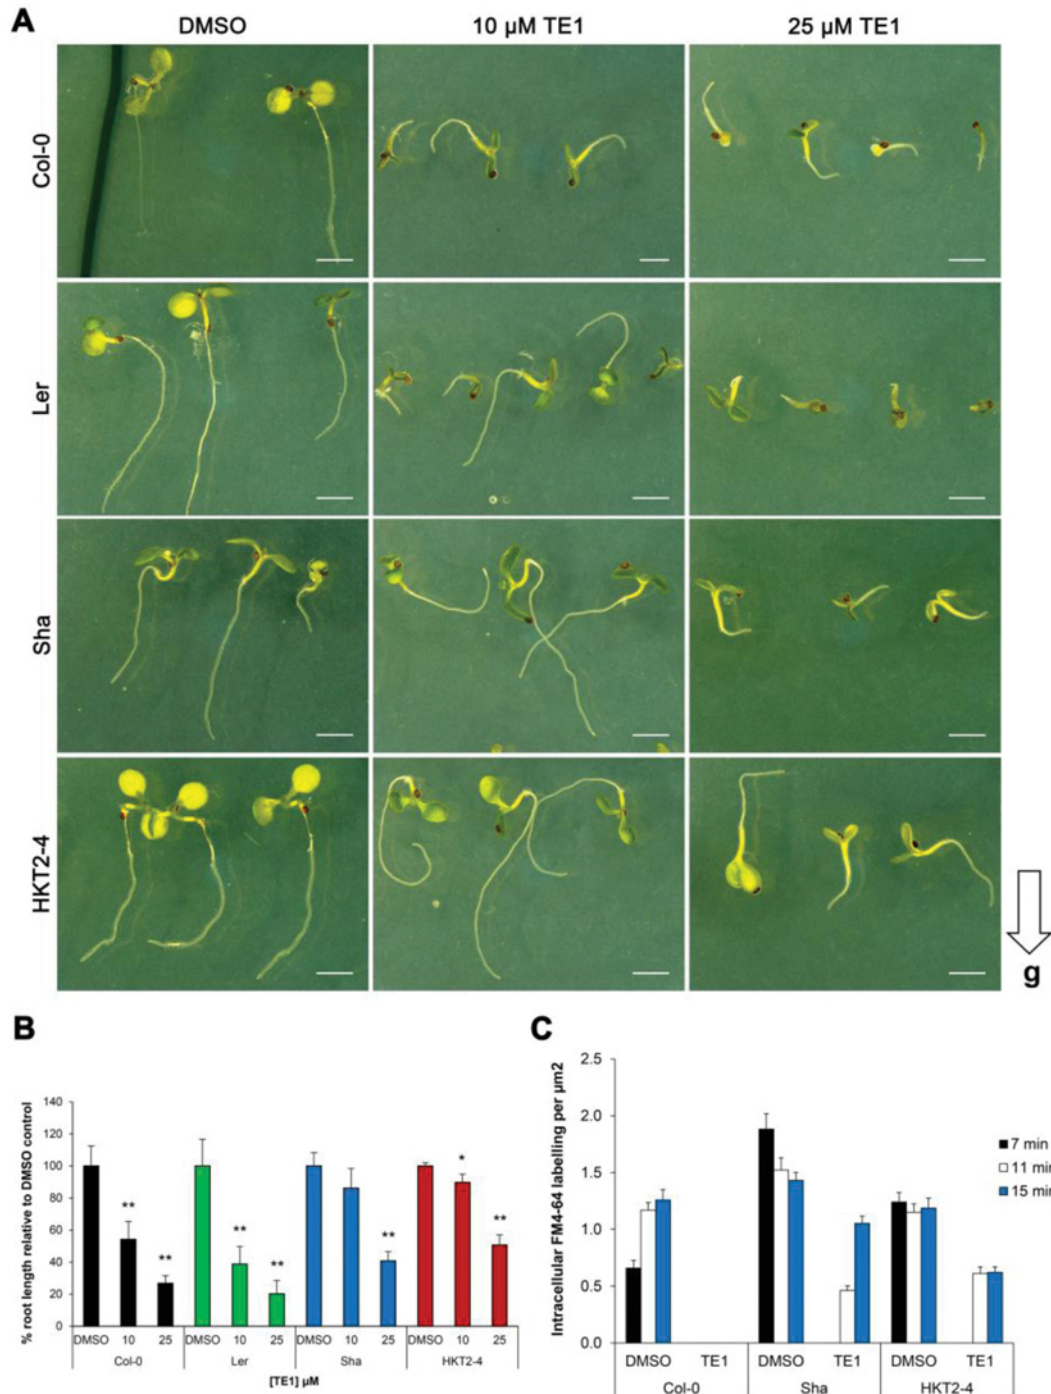 A
DMSO
10 µM TE1
25 µM TE1
Col-0
Ler
Sha
HKT2-4
g
B
% root length relative to DMSO control
140
120
100
80
60
40
20
0
** ** ** ** ** * **
DMSO 10 25 DMSO 10 25 DMSO 10 25 DMSO 10 25
Col-0 Ler Sha HKT2-4
[TE1] µM
C
Intracellular FM4-64 labelling per µm2
2.5
2.0
1.5
1.0
0.5
0.0
7 min
11 min
15 min
DMSO TE1 DMSO TE1 DMSO TE1
Col-0 Sha HKT2-4